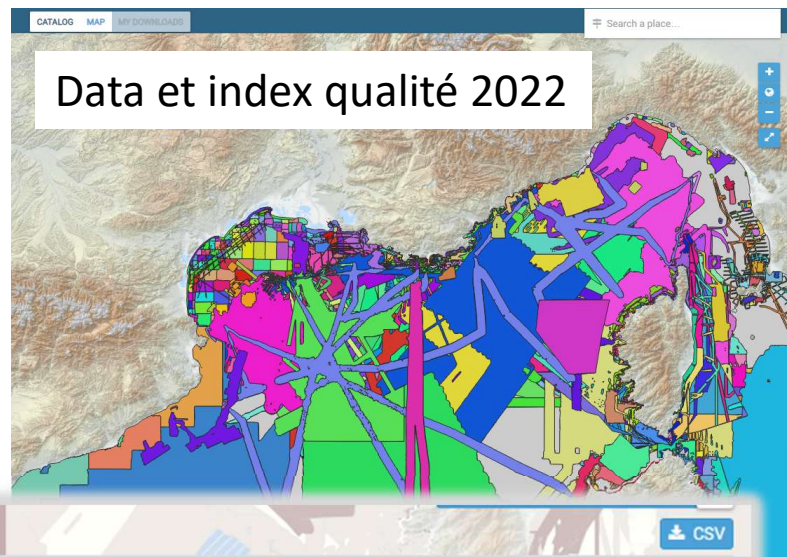 CATALOG MAP MY DOWNLOADS
Search a place...
Data et index qualité 2022
CSV